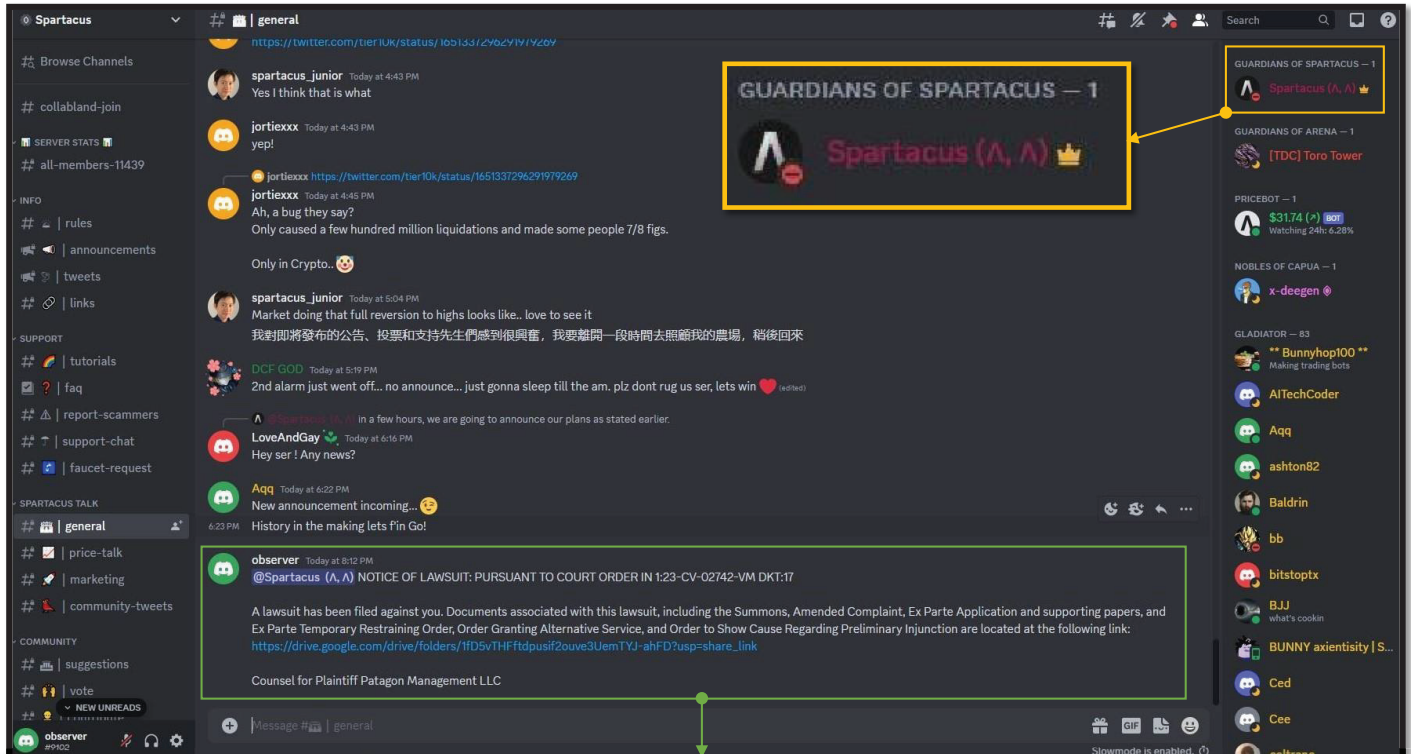 Spartacus
Browse Channels
collabland-join
SERVER STATS
all-members-11439
INFO
| rules
| announcements
| tweets
| links
SUPPORT
| tutorials
| faq
| report-scammers
| support-chat
| faucet-request
SPARTACUS TALK
| general
| price-talk
| marketing
| community-tweets
COMMUNITY
| suggestions
| vote
NEW UNREADS
observer
#9102
| general
Search
https://twitter.com/tier10k/status/1651337296291979269
spartacus_junior Today at 4:43 PM
Yes I think that is what
jortiexxx Today at 4:43 PM
yep!
jortiexxx https://twitter.com/tier10k/status/1651337296291979269
jortiexxx Today at 4:45 PM
Ah, a bug they say?
Only caused a few hundred million liquidations and made some people 7/8 figs.
Only in Crypto..
spartacus_junior Today at 5:04 PM
Market doing that full reversion to highs looks like.. love to see it
我對即將發布的公告、投票和支持先生們感到很興奮，我要離開一段時間去照顧我的農場，稍後回來
DCF GOD Today at 5:19 PM
2nd alarm just went off... no announce... just gonna sleep till the am. plz dont rug us ser, lets win (edited)
@Spartacus (Λ, Λ) in a few hours, we are going to announce our plans as stated earlier.
LoveAndGay Today at 6:16 PM
Hey ser ! Any news?
Aqq Today at 6:22 PM
New announcement incoming...
6:23 PM History in the making lets f'in Go!
observer Today at 8:12 PM
@Spartacus (Λ, Λ) NOTICE OF LAWSUIT: PURSUANT TO COURT ORDER IN 1:23-CV-02742-VM DKT:17
A lawsuit has been filed against you. Documents associated with this lawsuit, including the Summons, Amended Complaint, Ex Parte Application and supporting papers, and
Ex Parte Temporary Restraining Order, Order Granting Alternative Service, and Order to Show Cause Regarding Preliminary Injunction are located at the following link:
https://drive.google.com/drive/folders/1fD5vTHFftdpusif2ouve3UemTYJ-ahFD?usp=share_link
Counsel for Plaintiff Patagon Management LLC
Message # | general
GIF
Slowmode is enabled.
GUARDIANS OF SPARTACUS — 1
Spartacus (Λ, Λ)
GUARDIANS OF SPARTACUS — 1
Spartacus (Λ, Λ)
GUARDIANS OF ARENA — 1
[TDC] Toro Tower
PRICEBOT — 1
$31.74 (↗) BOT
Watching 24h: 6.28%
NOBLES OF CAPUA — 1
x-deegen
GLADIATOR — 83
** Bunnyhop100 **
Making trading bots
AITechCoder
Aqq
ashton82
Baldrin
bb
bitstoptx
BJJ
what's cookin
BUNNY axientisity | S...
Ced
Cee